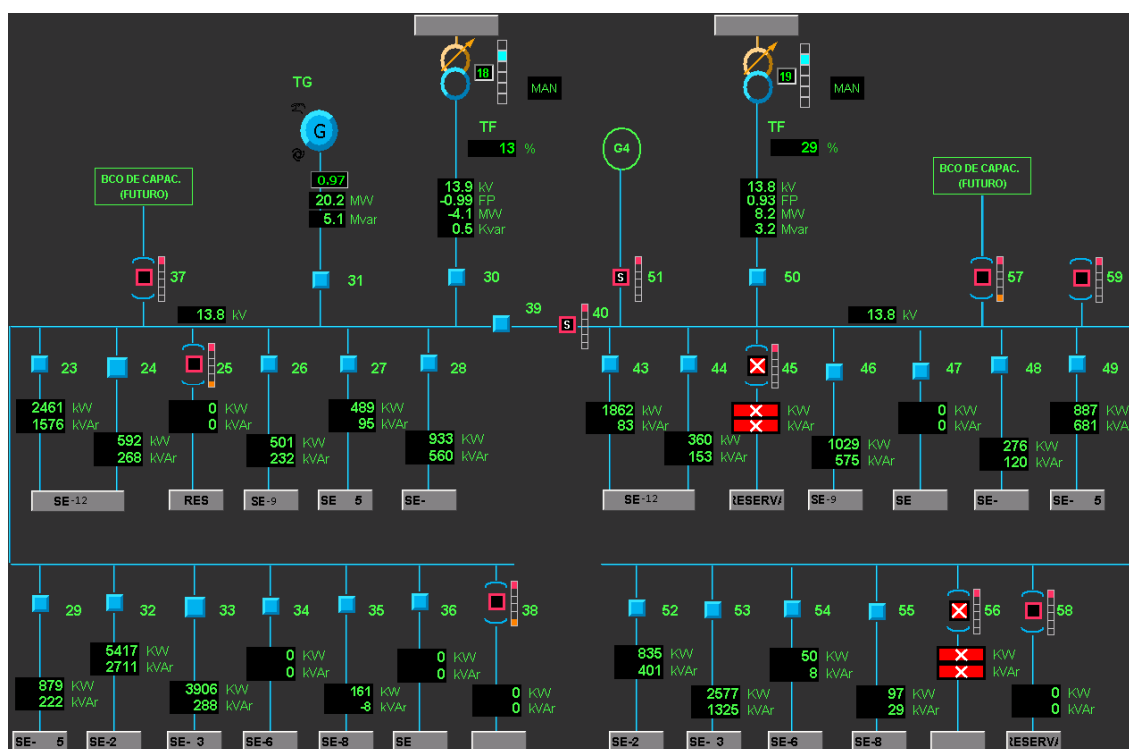 18
MAN
19
MAN
TG
G
TF
13 %
G4
TF
29 %
BCO DE CAPAC.
(FUTURO)
BCO DE CAPAC.
(FUTURO)
0.97
20.2 MW
5.1 Mvar
13.9 kV
-0.99 FP
-4.1 MW
0.5 Kvar
13.8 kV
0.93 FP
8.2 MW
3.2 Mvar
37
31
30
S 51
50
57
59
39
S 40
13.8 kV
13.8 kV
23
24
25
26
27
28
43
44
45
46
47
48
49
2461 kW
1576 kVAr
592 kW
268 kVAr
0 KW
0 kVAr
501 kW
232 kVAr
489 kW
95 kVAr
933 KW
560 kVAr
1862 kW
83 kVAr
360 kW
153 kVAr
KW
kVAr
1029 KW
575 kVAr
0 KW
0 kVAr
276 KW
120 kVAr
887 kW
681 kVAr
SE-12
RES
SE-9
SE 5
SE-
SE-12
RESERVA
SE-9
SE
SE-
SE- 5
29
32
33
34
35
36
38
52
53
54
55
56
58
879 KW
222 kVAr
5417 KW
2711 kVAr
3906 KW
288 kVAr
0 KW
0 kVAr
161 KW
-8 kVAr
0 KW
0 kVAr
0 KW
0 kVAr
835 KW
401 kVAr
2577 KW
1325 kVAr
50 KW
8 kVAr
97 KW
29 kVAr
KW
kVAr
0 KW
0 kVAr
SE- 5
SE-2
SE- 3
SE-6
SE-8
SE
SE-2
SE- 3
SE-6
SE-8
RESERVA